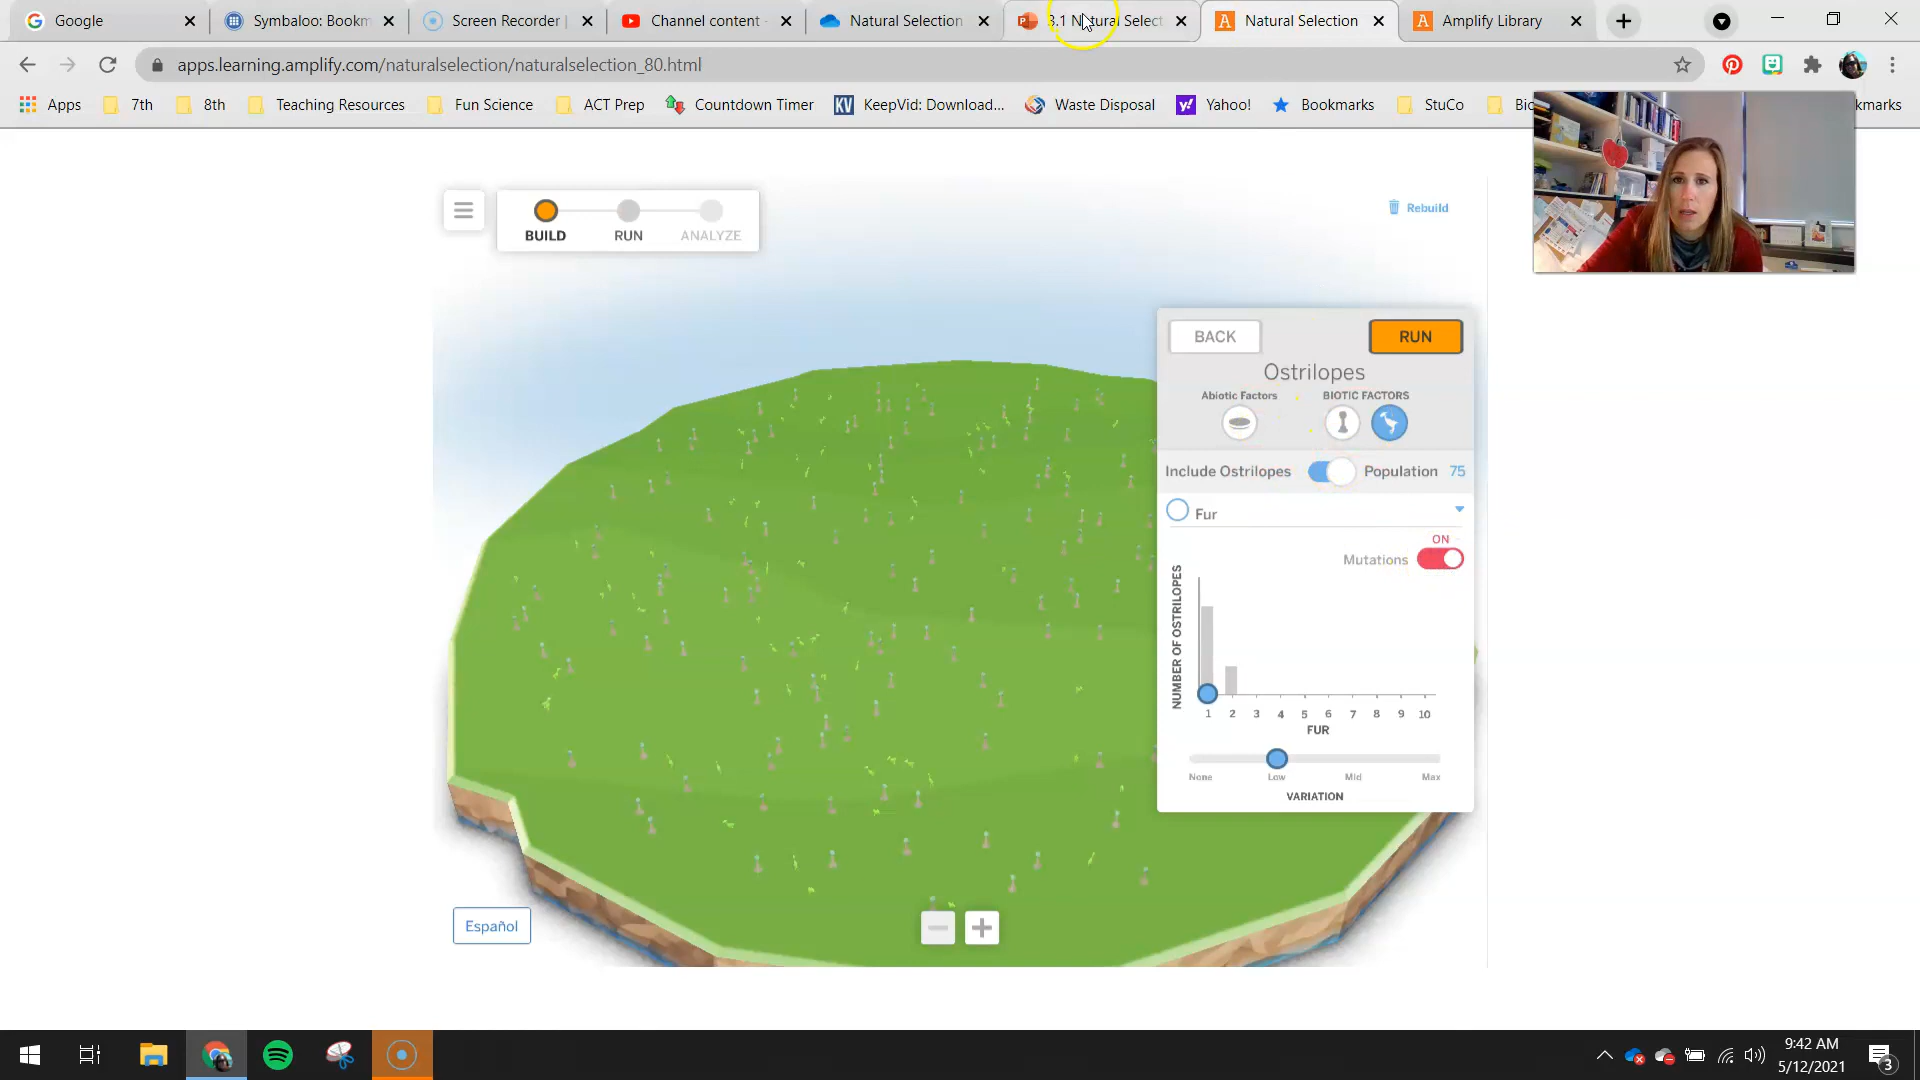 Google
Symbaloo: Bookm
Screen Recorder |
Channel content -
Natural Selection
3.1 Natural Select
Natural Selection
Amplify Library
apps.learning.amplify.com/naturalselection/naturalselection_80.html
Apps
7th
8th
Teaching Resources
Fun Science
ACT Prep
Countdown Timer
KV
KeepVid: Download...
Waste Disposal
Yahoo!
Bookmarks
StuCo
Bio
kmarks
BUILD
RUN
ANALYZE
Rebuild
BACK
RUN
Ostrilopes
Abiotic Factors
BIOTIC FACTORS
Include Ostrilopes
Population 75
Fur
ON
Mutations
NUMBER OF OSTRILOPES
1 2 3 4 5 6 7 8 9 10
FUR
None Low Mid Max
VARIATION
Español
9:42 AM
5/12/2021
3